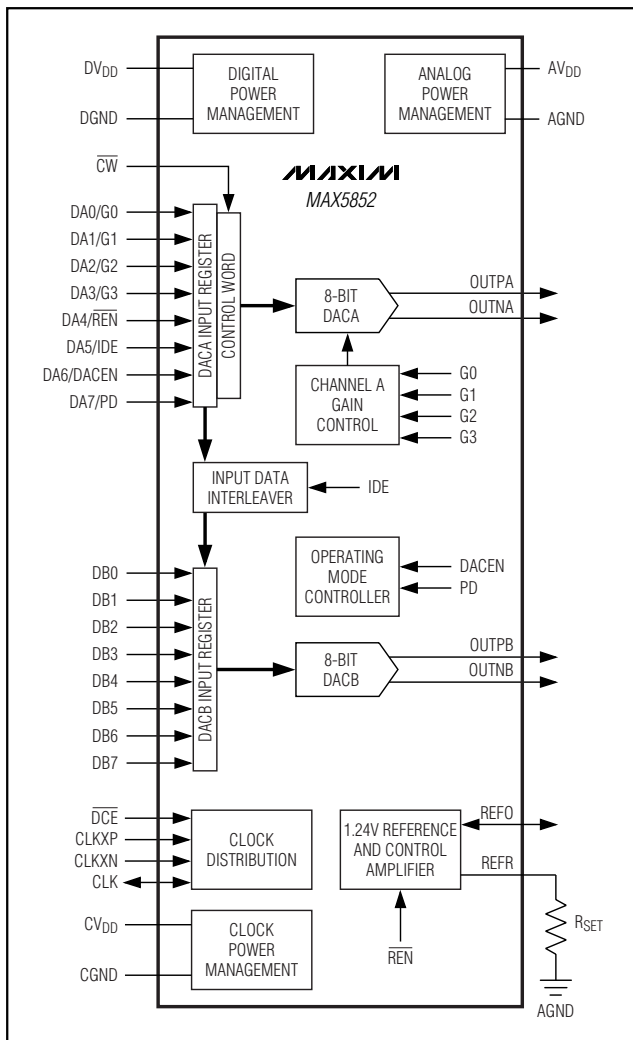 DVDD
DGND
DIGITAL
POWER
MANAGEMENT
ANALOG
POWER
MANAGEMENT
AVDD
AGND
CW
MAXIM
MAX5852
DA0/G0
DA1/G1
DA2/G2
DA3/G3
DA4/REN
DA5/IDE
DA6/DACEN
DA7/PD
DACA INPUT REGISTER
CONTROL WORD
8-BIT
DACA
OUTPA
OUTNA
CHANNEL A
GAIN
CONTROL
G0
G1
G2
G3
INPUT DATA
INTERLEAVER
IDE
OPERATING
MODE
CONTROLLER
DACEN
PD
DB0
DB1
DB2
DB3
DB4
DB5
DB6
DB7
DACB INPUT REGISTER
8-BIT
DACB
OUTPB
OUTNB
DCE
CLKXP
CLKXN
CLK
CLOCK
DISTRIBUTION
1.24V REFERENCE
AND CONTROL
AMPLIFIER
REFO
REFR
RSET
AGND
REN
CVDD
CGND
CLOCK
POWER
MANAGEMENT